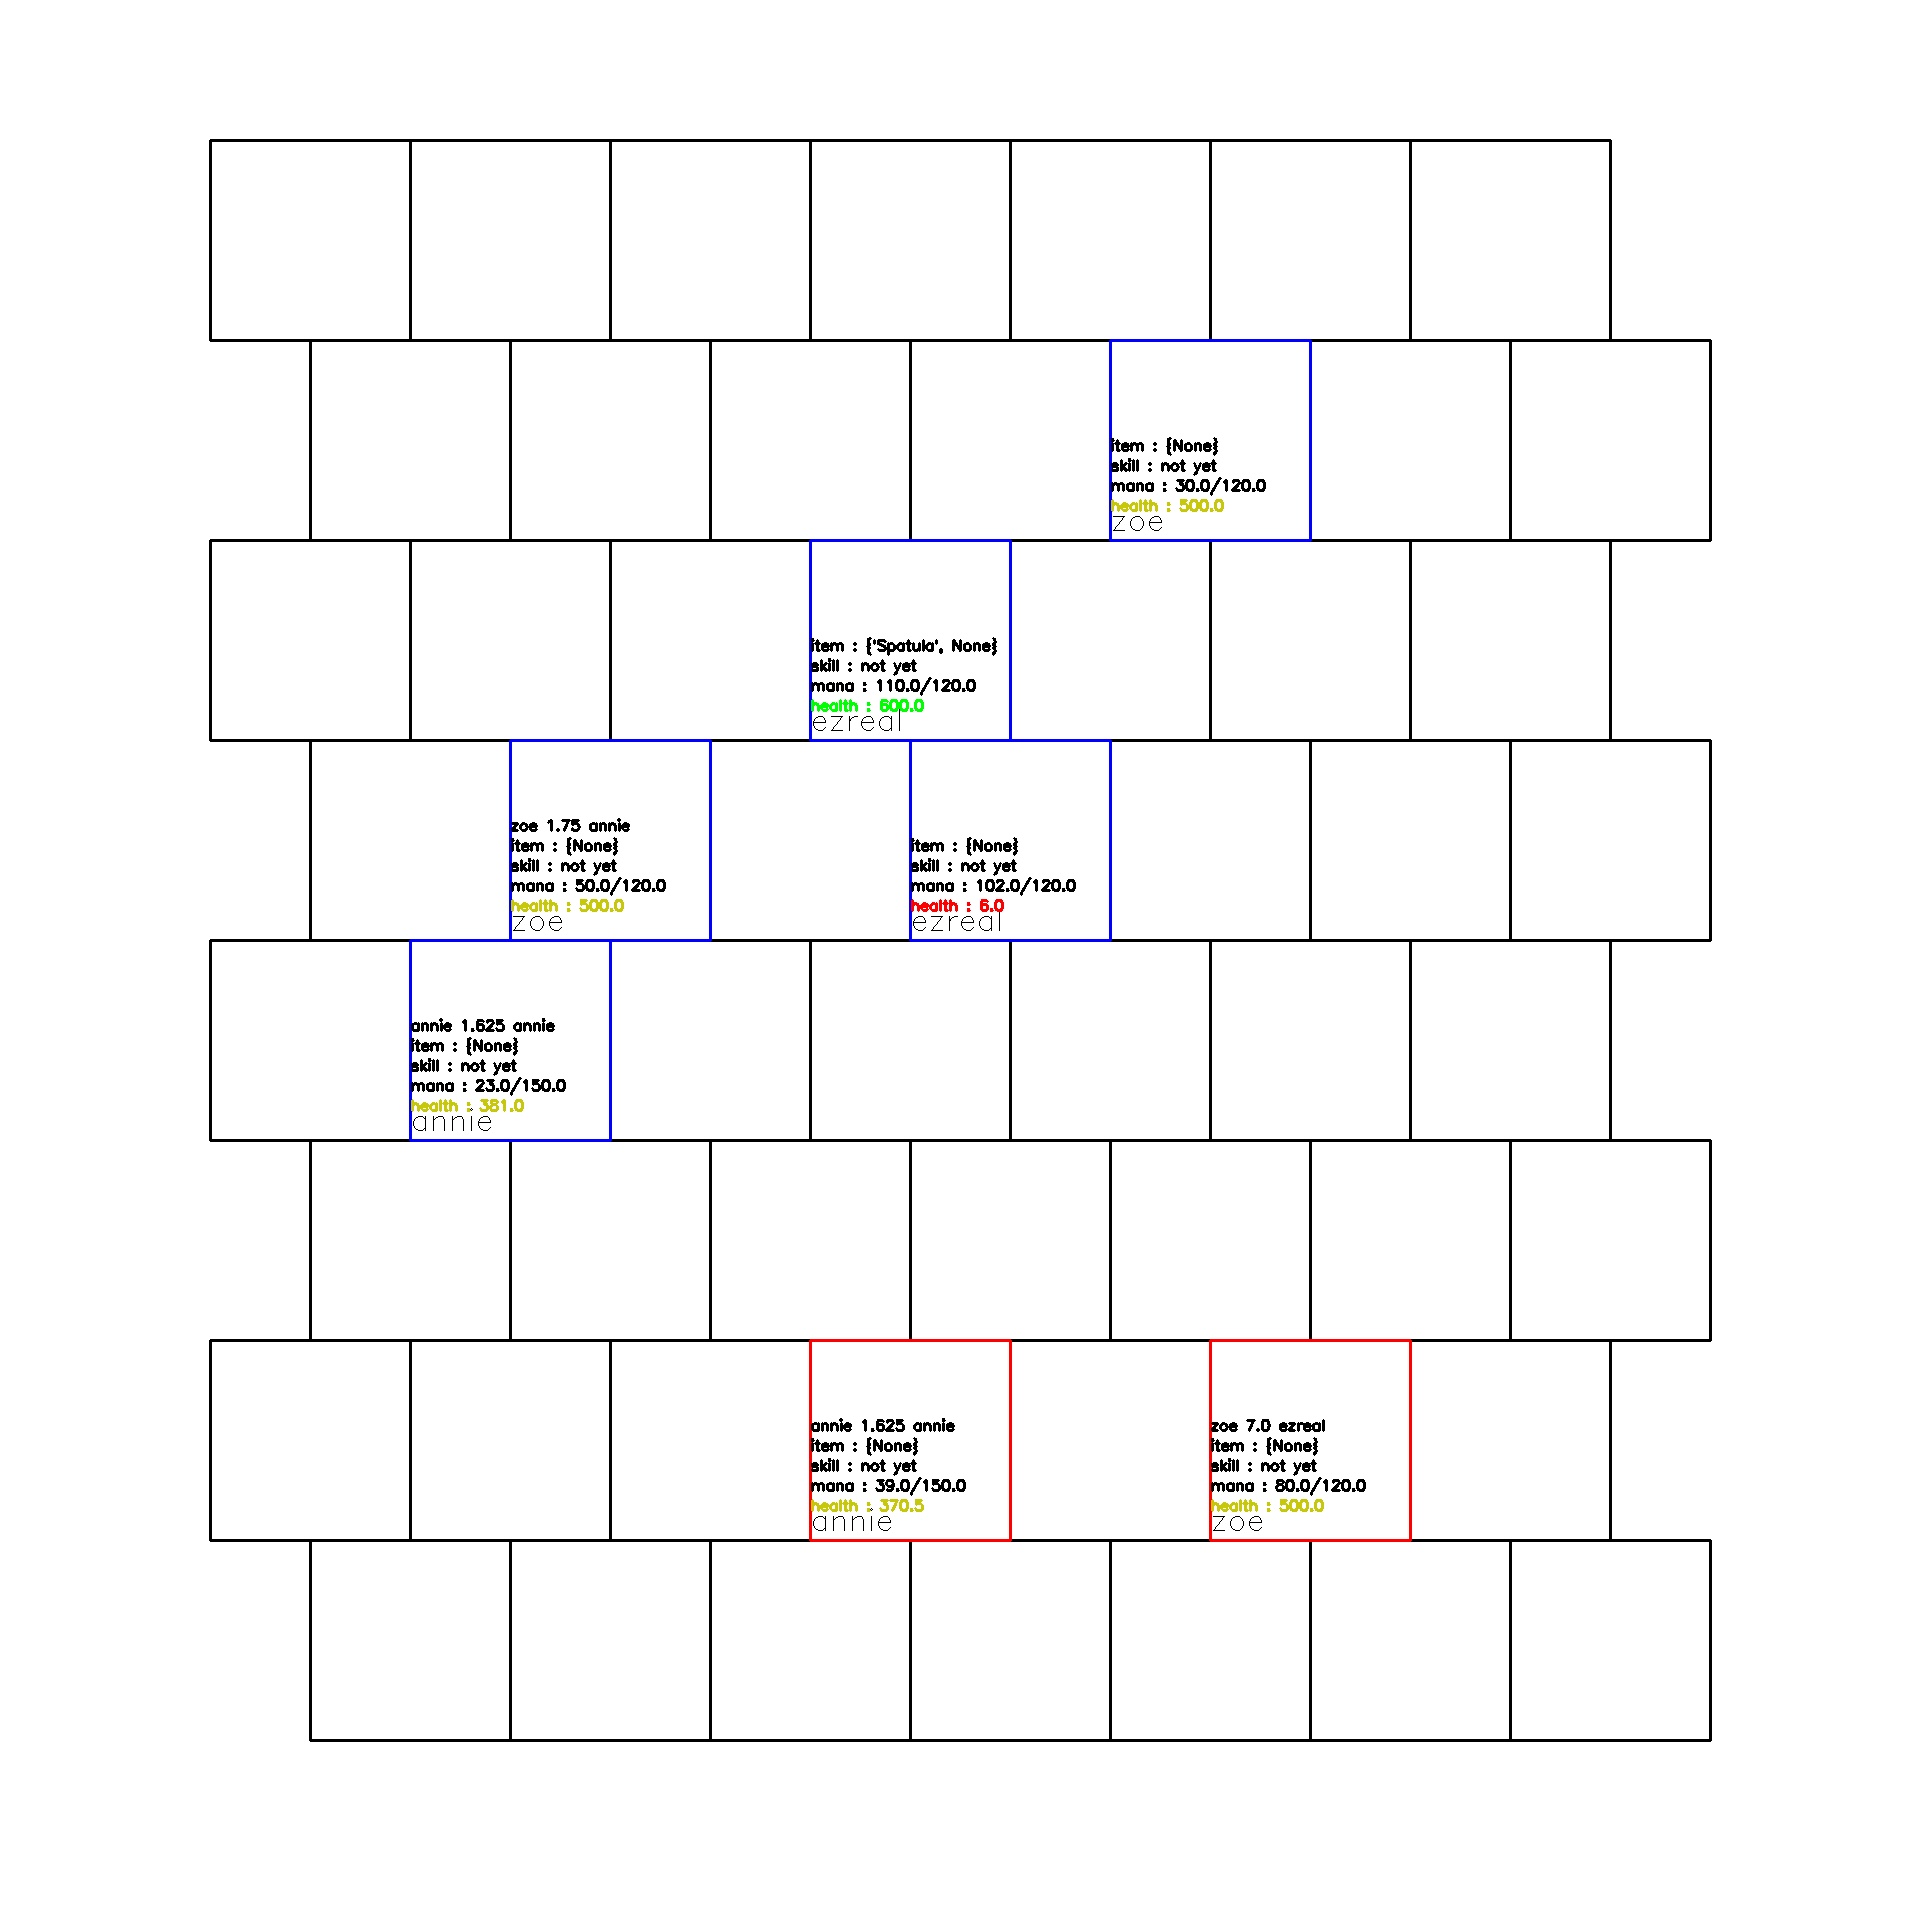 item : {None}
skill : not yet
mana : 30.0/120.0
health : 500.0
zoe
item : {'Spatula', None}
skill : not yet
mana : 110.0/120.0
health : 600.0
ezreal
zoe 1.75 annie
item : {None}
skill : not yet
mana : 50.0/120.0
health : 500.0
zoe
item : {None}
skill : not yet
mana : 102.0/120.0
health : 6.0
ezreal
annie 1.625 annie
item : {None}
skill : not yet
mana : 23.0/150.0
health : 381.0
annie
annie 1.625 annie
item : {None}
skill : not yet
mana : 39.0/150.0
health : 370.5
annie
zoe 7.0 ezreal
item : {None}
skill : not yet
mana : 80.0/120.0
health : 500.0
zoe